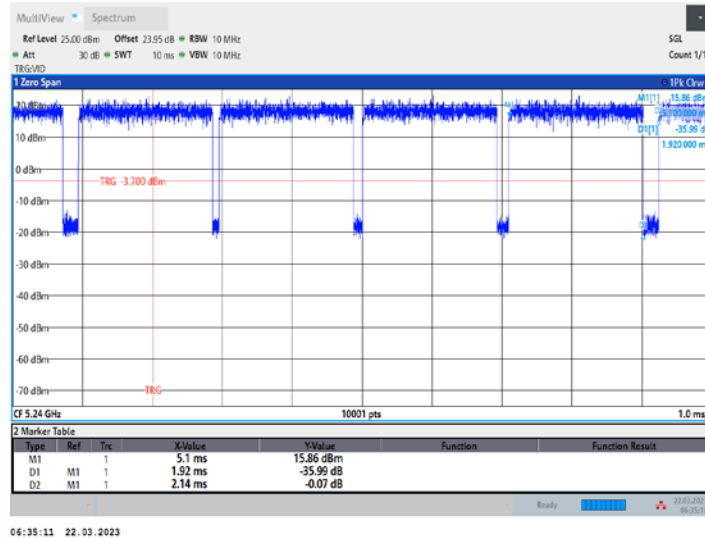 MultiView Spectrum
Ref Level 25.00 dBm Offset 23.95 dB RBW 10 MHz SGL
Att 30 dB SWT 10 ms VBW 10 MHz Count 1/1
TRG:VID
1 Zero Span 1Pk Clrw
M1[1] 15.86 dBm
20 dBm M1
D1[1] -35.99 d
10 dBm
1.920 000 m
0 dBm
TRG -3.700 dBm
-10 dBm
-20 dBm
-30 dBm
-40 dBm
-50 dBm
-60 dBm
-70 dBm TRG
CF 5.24 GHz 10001 pts 1.0 ms
2 Marker Table
Type Ref Trc X-Value Y-Value Function Function Result
M1 1 5.1 ms 15.86 dBm
D1 M1 1 1.92 ms -35.99 dB
D2 M1 1 2.14 ms -0.07 dB
Ready 22.03.202
06:35:11 22.03.2023